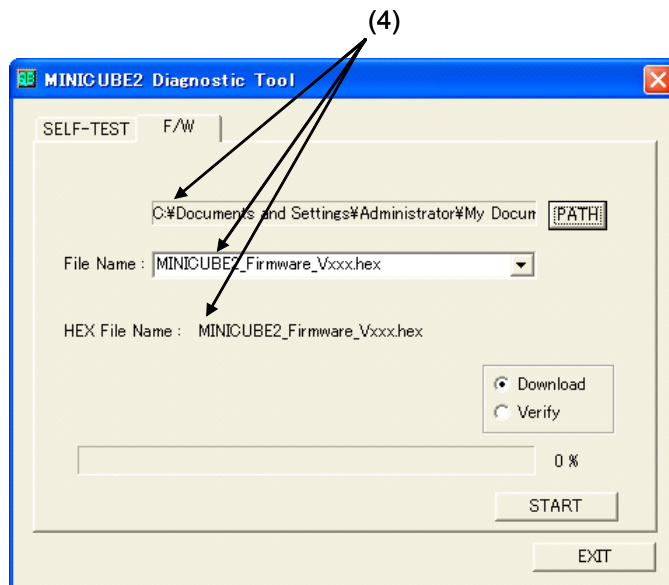 (4)
MINICUBE2 Diagnostic Tool
SELF-TEST F/W
C:¥Documents and Settings¥Administrator¥My Docum PATH
File Name : MINICUBE2_Firmware_Vxxx.hex
HEX File Name : MINICUBE2_Firmware_Vxxx.hex
Download
Verify
0 %
START
EXIT